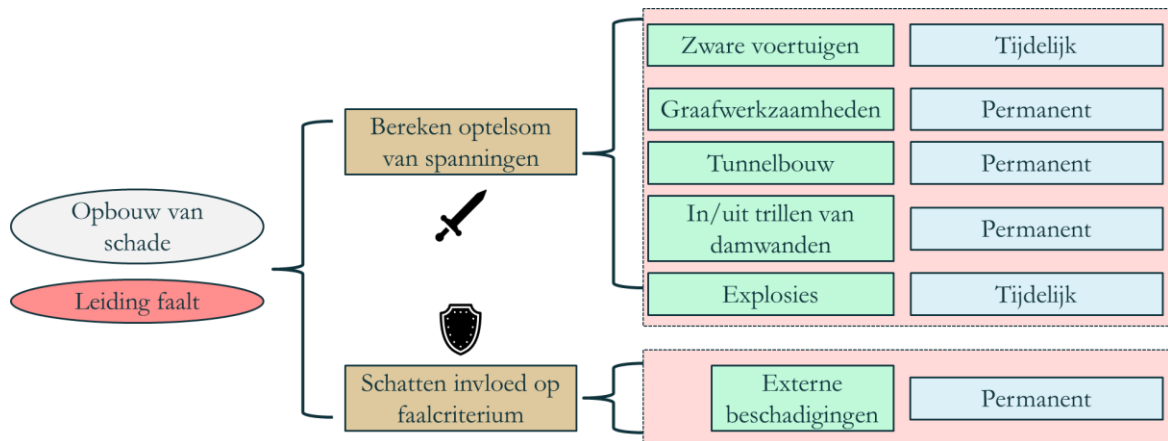 Opbouw van
schade
Leiding faalt
Bereken optelsom
van spanningen
Zware voertuigen
Tijdelijk
Graafwerkzaamheden
Permanent
Tunnelbouw
Permanent
In/uit trillen van
damwanden
Permanent
Explosies
Tijdelijk
Schatten invloed op
faalcriterium
Externe
beschadigingen
Permanent